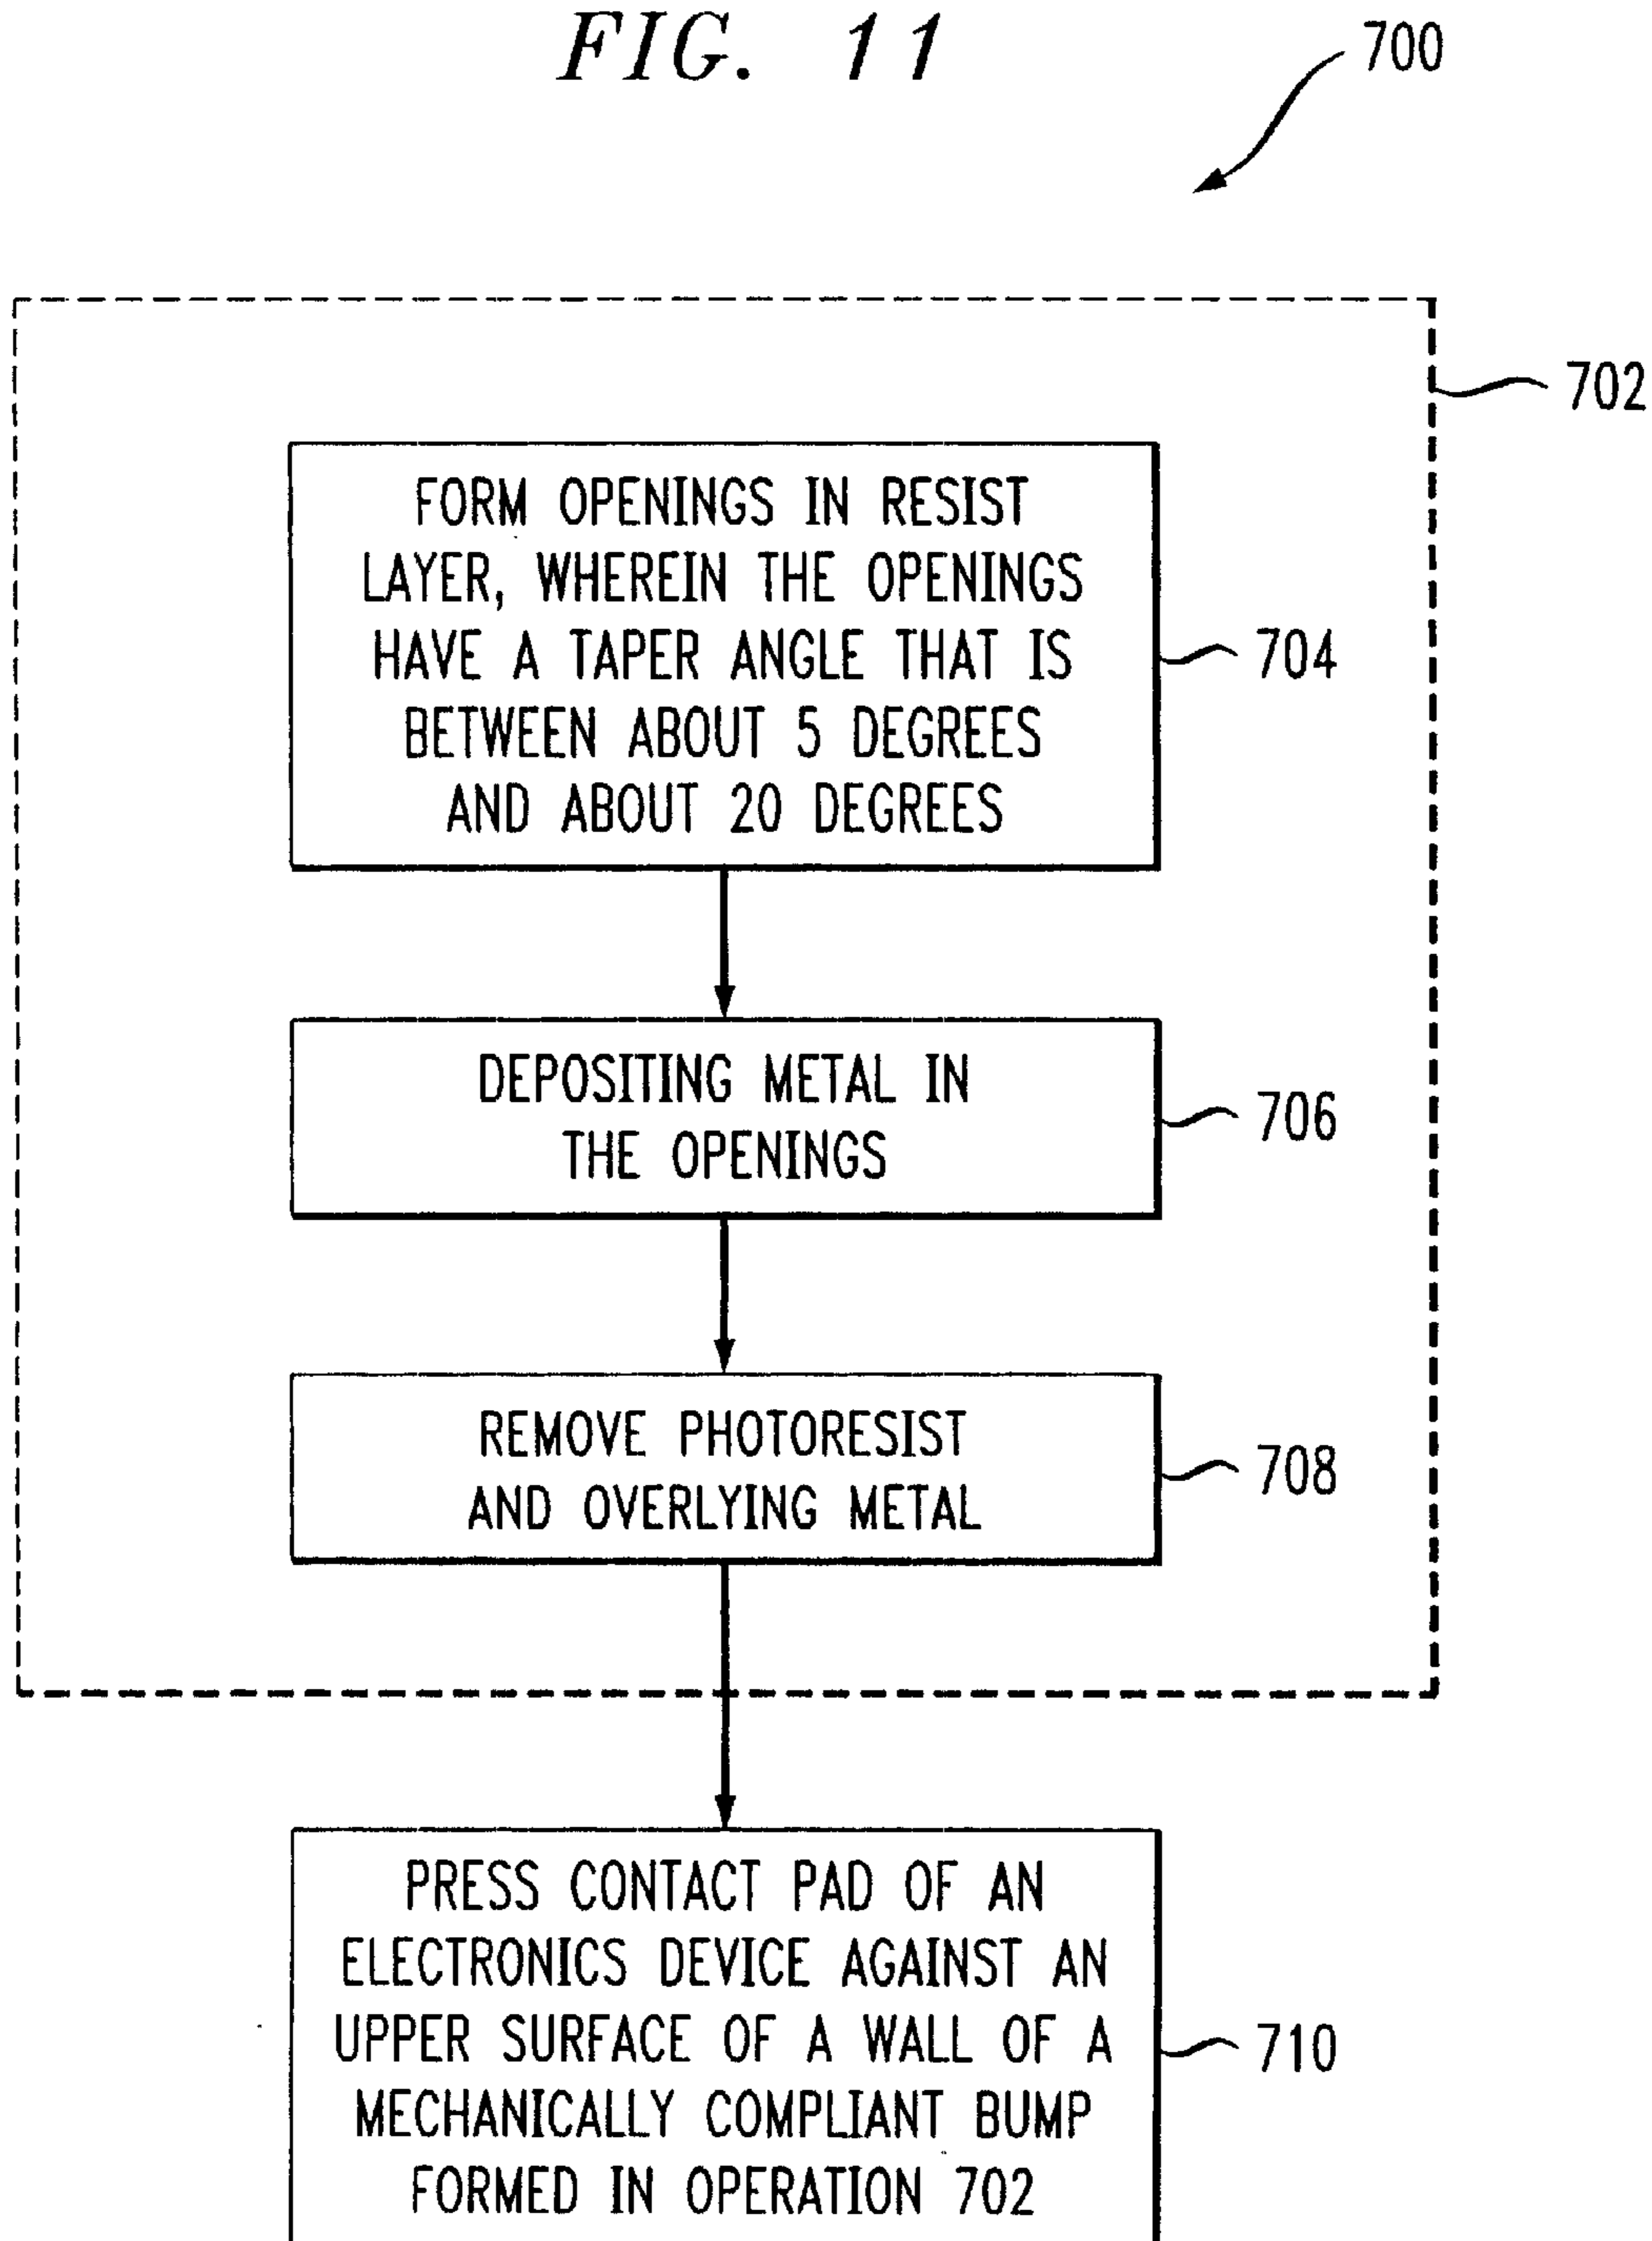 FIG. 11
700
702
FORM OPENINGS IN RESIST
LAYER, WHEREIN THE OPENINGS
HAVE A TAPER ANGLE THAT IS
BETWEEN ABOUT 5 DEGREES
AND ABOUT 20 DEGREES
704
DEPOSITING METAL IN
THE OPENINGS
706
REMOVE PHOTORESIST
AND OVERLYING METAL
708
PRESS CONTACT PAD OF AN
ELECTRONICS DEVICE AGAINST AN
UPPER SURFACE OF A WALL OF A
MECHANICALLY COMPLIANT BUMP
FORMED IN OPERATION 702
710